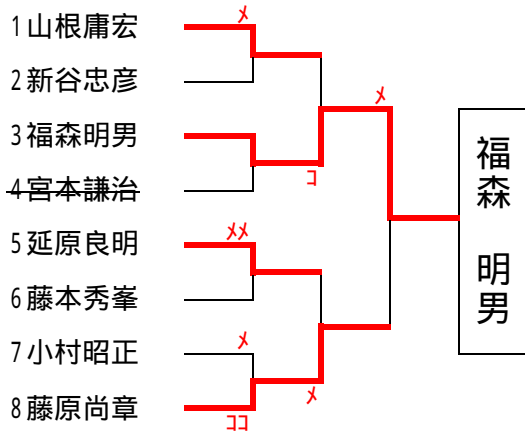 メ
1 山根庸宏
2 新谷忠彦
メ
3 福森明男
コ
4 宮本謙治
メメ
5 延原良明
6 藤本秀峯
メ
7 小村昭正
メ
8 藤原尚章
ココ
福森 明男